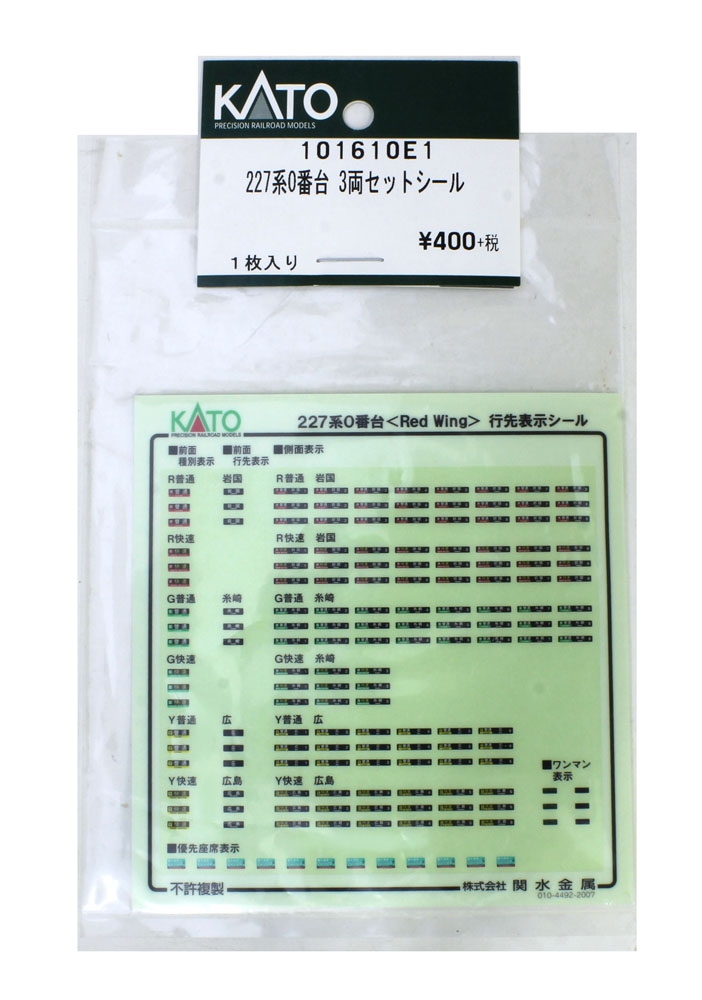 KATO
PRECISION RAILROAD MODELS
101610E1
227系0番台 3両セットシール
¥400+税
1枚入り
KATO
PRECISION RAILROAD MODELS
227系0番台<Red Wing> 行先表示シール
■前面 ■前面 ■側面表示
種別表示 行先表示
R普通 岩国 R普通 岩国
R快速 R快速 岩国
G普通 糸崎 G普通 糸崎
G快速 G快速 糸崎
Y普通 広 Y普通 広
■ワンマン
表示
Y快速 広島 Y快速 広島
■優先座席表示
不許複製 株式会社 関水金属
010-4492-2007